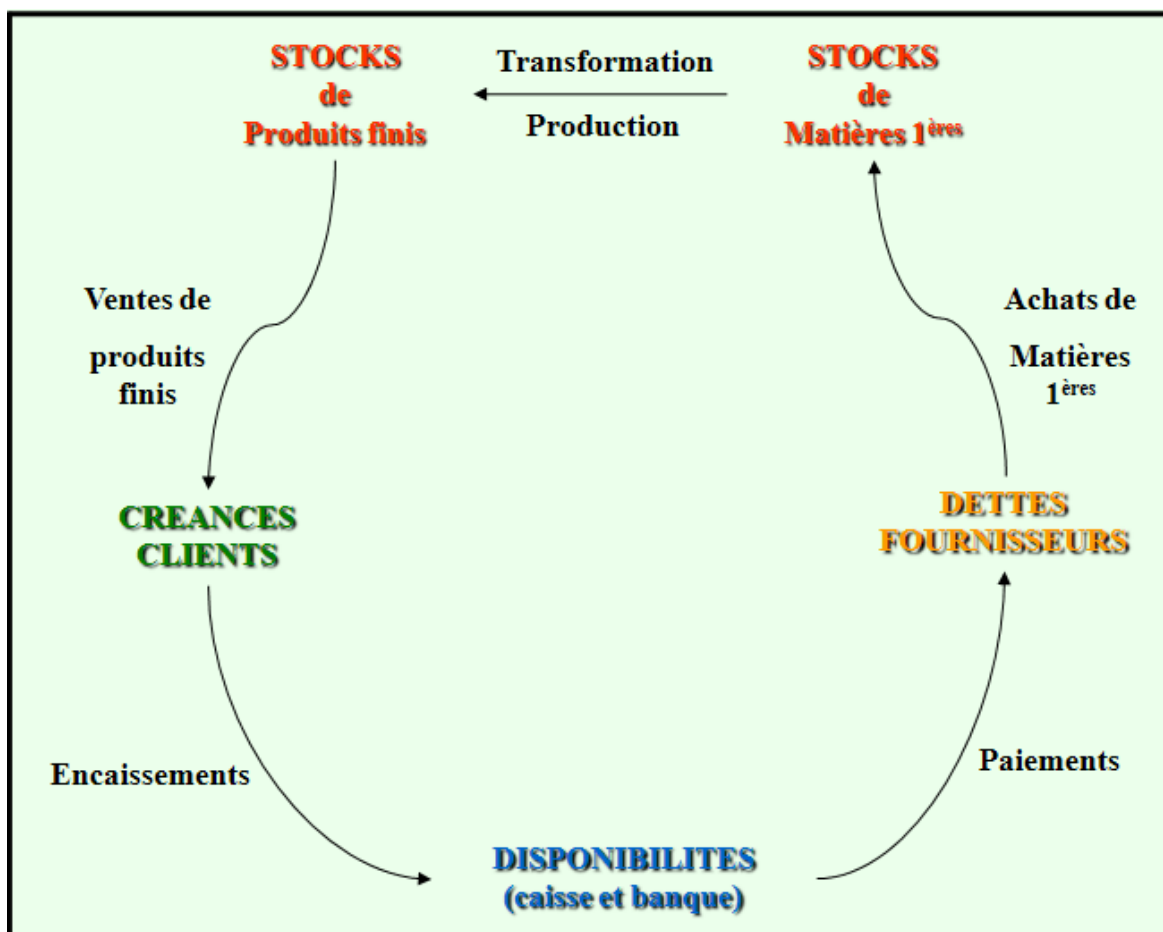 STOCKS
de
Produits finis
Transformation
Production
STOCKS
de
Matières 1ères
Ventes de
produits
finis
Achats de
Matières
1ères
CREANCES
CLIENTS
DETTES
FOURNISSEURS
Encaissements
Paiements
DISPONIBILITES
(caisse et banque)